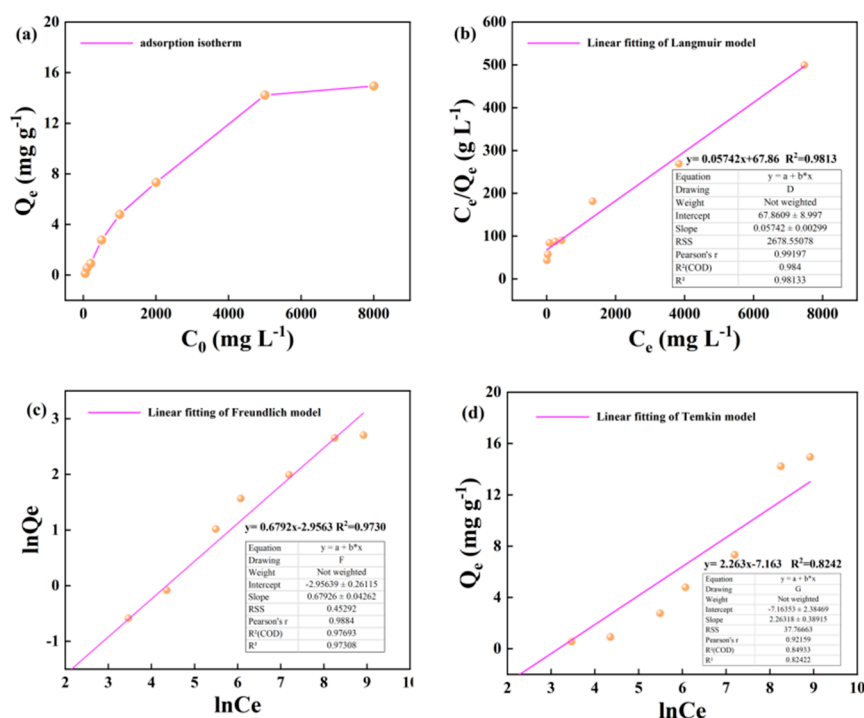 (a)
adsorption isotherm
Qe (mg g-1)
20
16
12
8
4
0
0 2000 4000 6000 8000
C0 (mg L-1)
(b)
Linear fitting of Langmuir model
Ce/Qe (g L-1)
600
500
400
300
200
100
0
y= 0.05742x+67.86 R2=0.9813
Equation y = a + b*x
Drawing D
Weight Not weighted
Intercept 67.8609 ± 8.997
Slope 0.05742 ± 0.00299
RSS 2678.55078
Pearson's r 0.99197
R²(COD) 0.984
R² 0.98133
0 2000 4000 6000 8000
Ce (mg L-1)
(c)
Linear fitting of Freundlich model
lnQe
3
2
1
0
-1
y= 0.6792x-2.9563 R2=0.9730
Equation y = a + b*x
Drawing F
Weight Not weighted
Intercept -2.95639 ± 0.26115
Slope 0.67926 ± 0.04262
RSS 0.45292
Pearson's r 0.9884
R²(COD) 0.97693
R² 0.97308
2 3 4 5 6 7 8 9 10
lnCe
(d)
Linear fitting of Temkin model
Qe (mg g-1)
20
16
12
8
4
0
y= 2.263x-7.163 R2=0.8242
Equation y = a + b*x
Drawing G
Weight Not weighted
Intercept -7.16353 ± 2.38469
Slope 2.26318 ± 0.38915
RSS 37.76663
Pearson's r 0.92159
R²(COD) 0.84933
R² 0.82422
2 3 4 5 6 7 8 9 10
lnCe